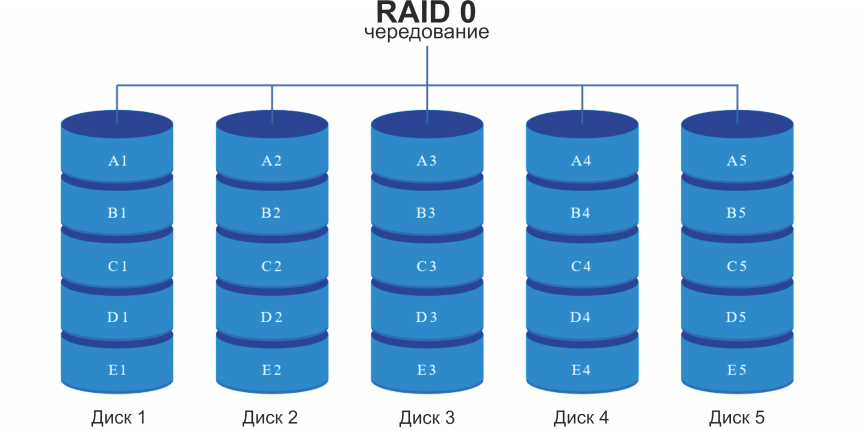 RAID 0
чередование
A1 A2 A3 A4 A5
B1 B2 B3 B4 B5
C1 C2 C3 C4 C5
D1 D2 D3 D4 D5
E1 E2 E3 E4 E5
Диск 1 Диск 2 Диск 3 Диск 4 Диск 5